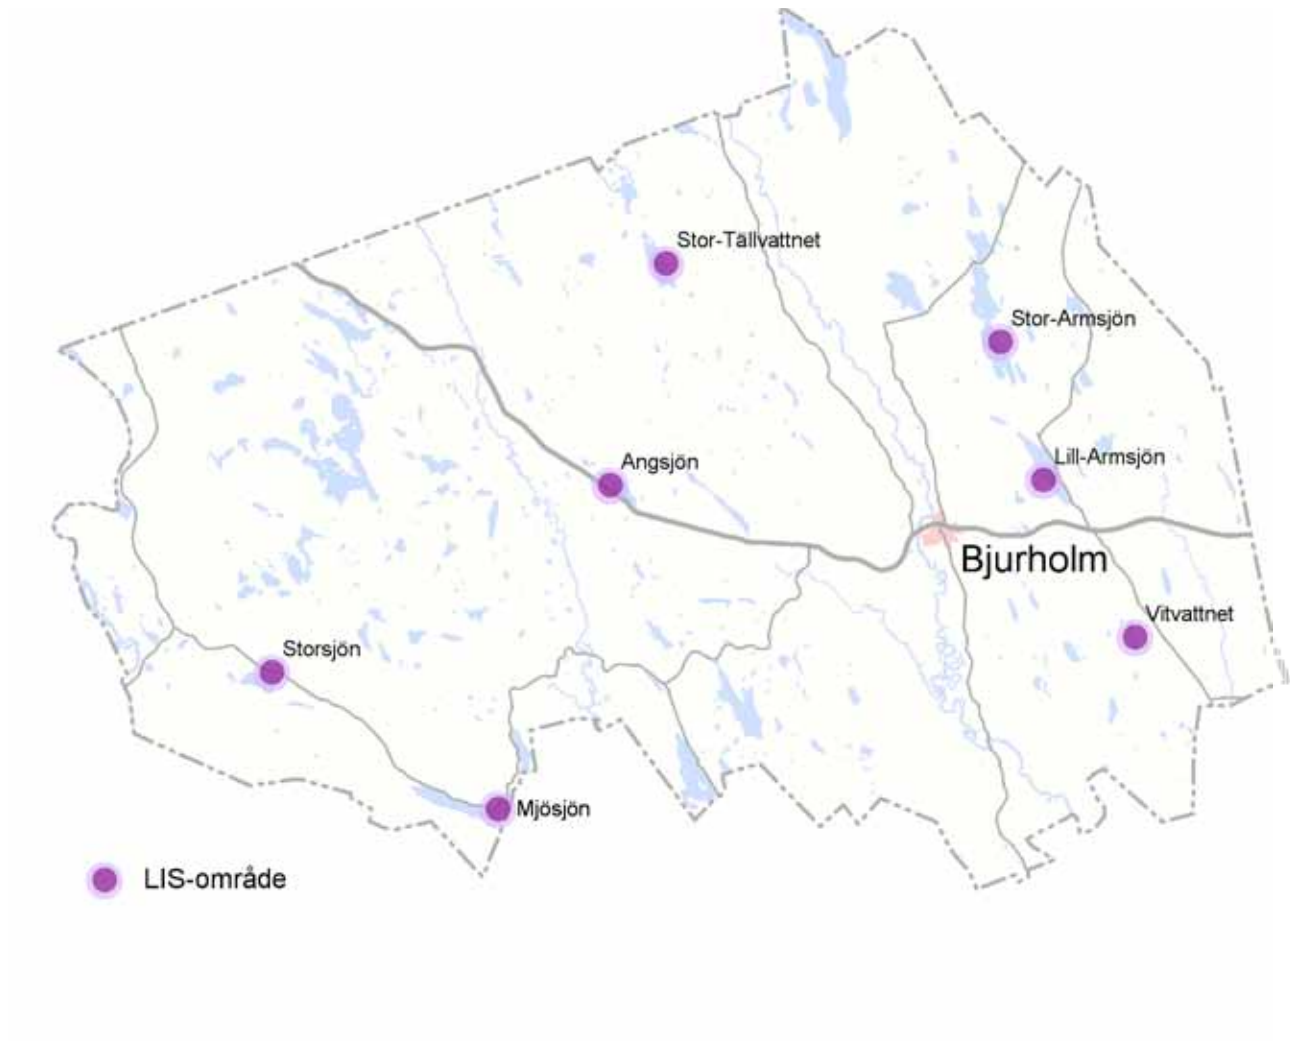 Stor-Tällvattnet
Stor-Armsjön
Angsjön
Lill-Armsjön
Bjurholm
Vitvattnet
Storsjön
Mjösjön
LIS-område